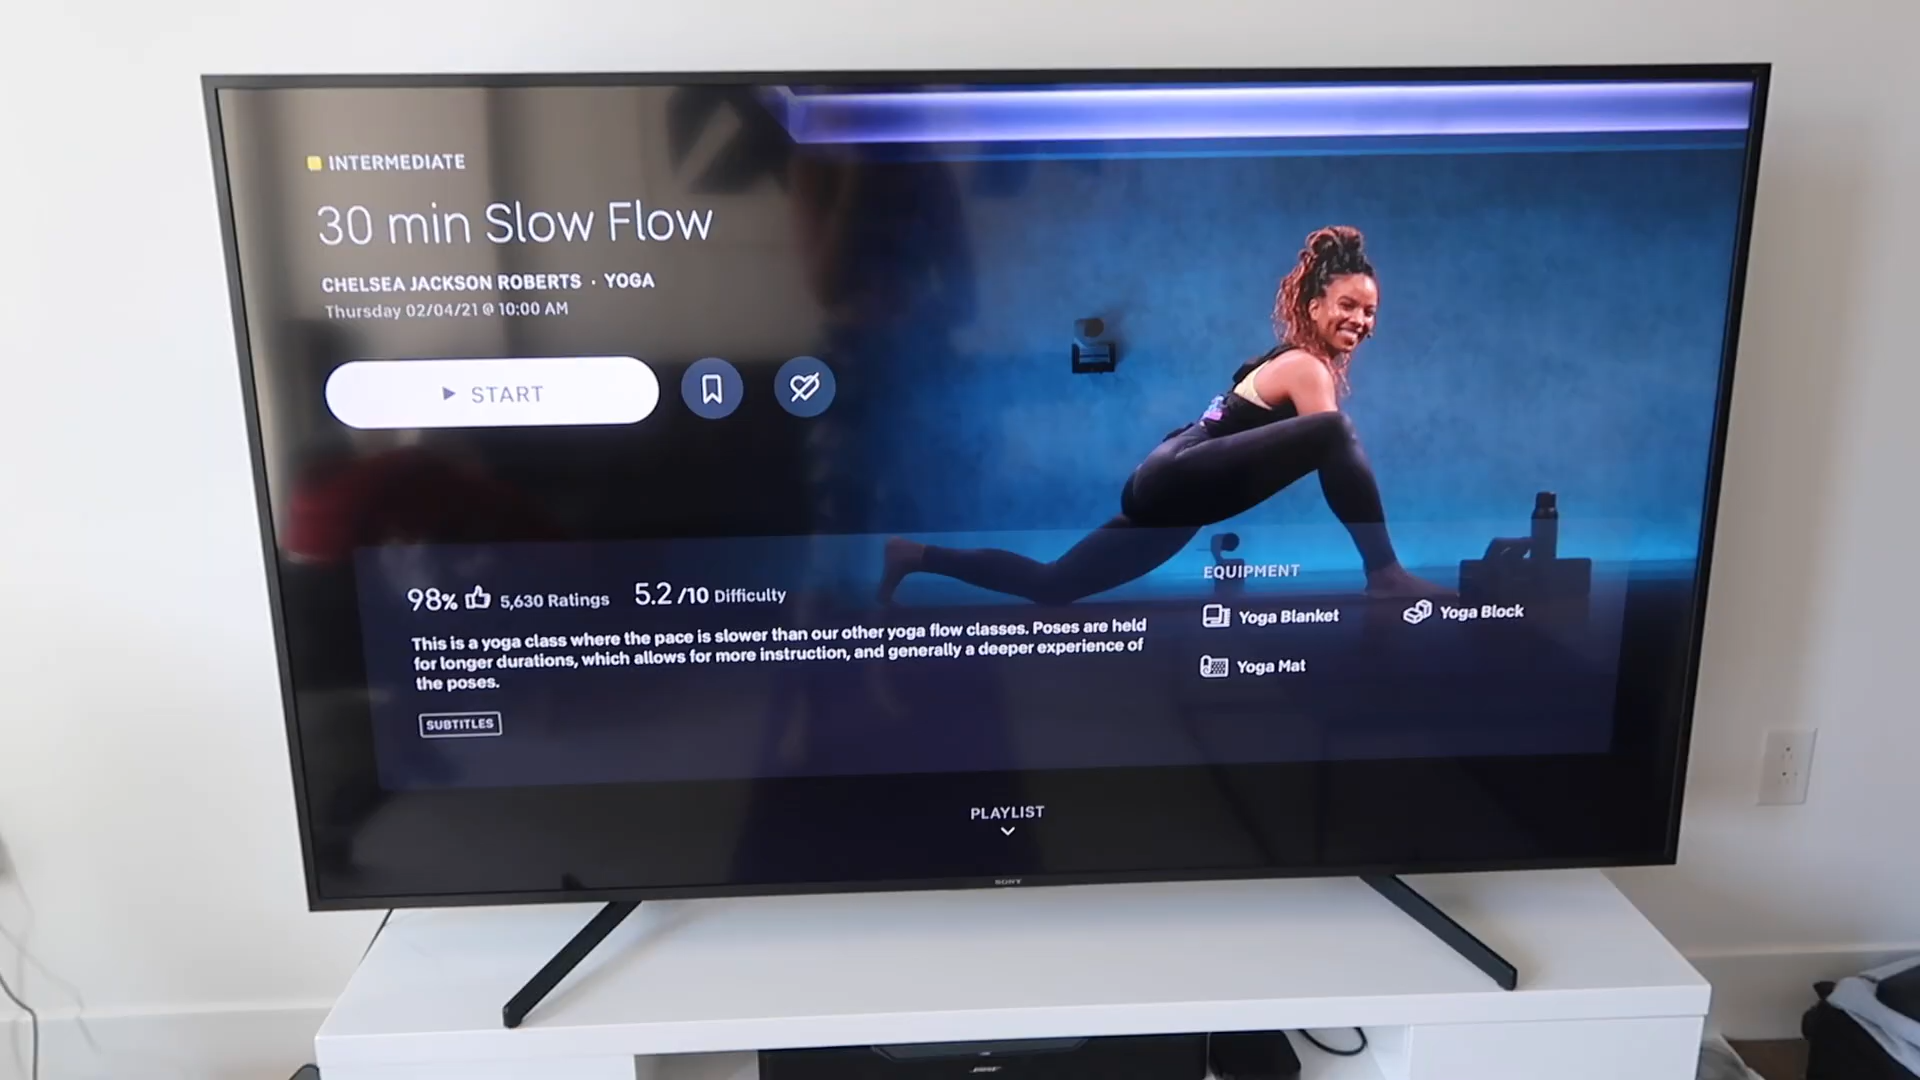 INTERMEDIATE
30 min Slow Flow
CHELSEA JACKSON ROBERTS · YOGA
Thursday 02/04/21 @ 10:00 AM
START
98% 5,630 Ratings 5.2 /10 Difficulty
This is a yoga class where the pace is slower than our other yoga flow classes. Poses are held
for longer durations, which allows for more instruction, and generally a deeper experience of
the poses.
SUBTITLES
EQUIPMENT
Yoga Blanket Yoga Block
Yoga Mat
PLAYLIST
SONY
BOSE